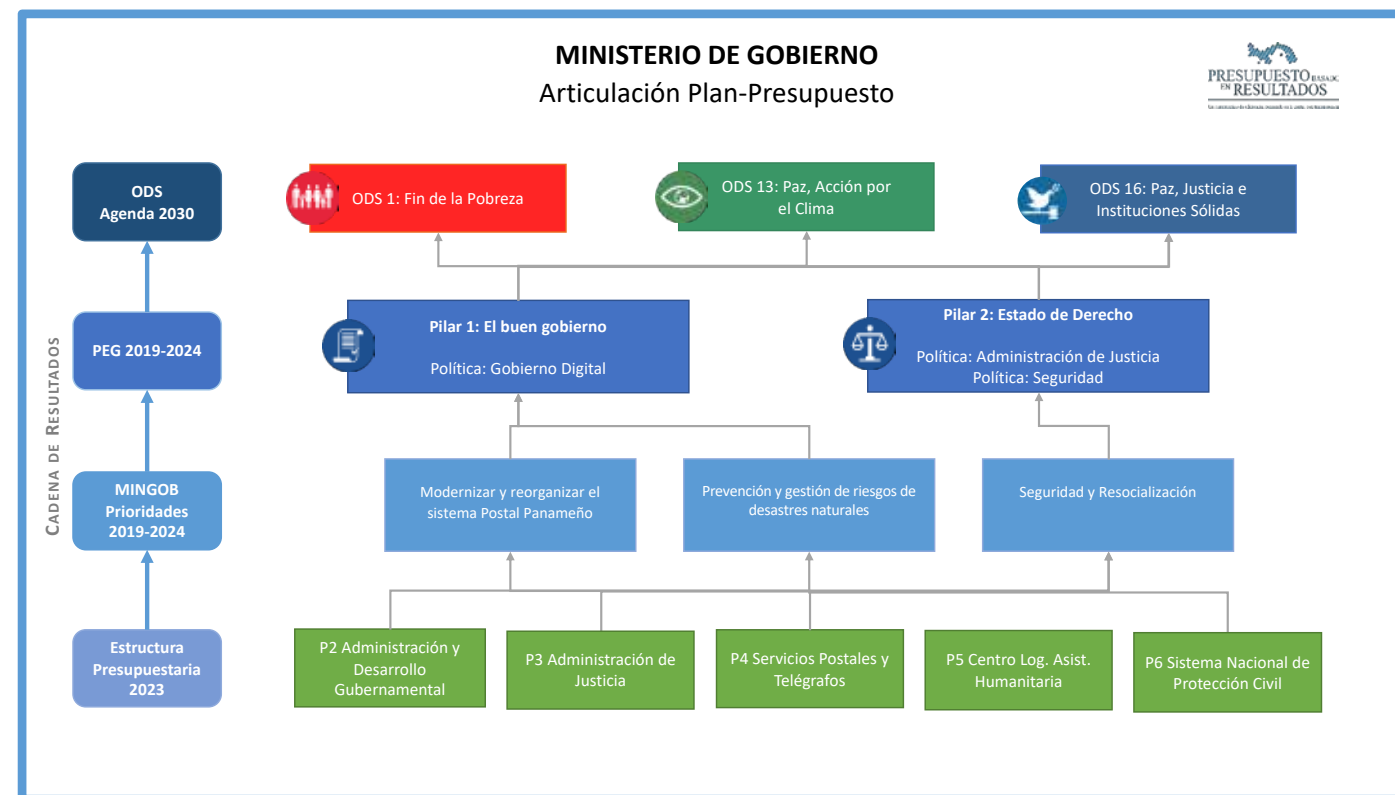 MINISTERIO DE GOBIERNO
Articulación Plan-Presupuesto
PRESUPUESTO BASADO
EN RESULTADOS
CADENA DE RESULTADOS
ODS
Agenda 2030
ODS 1: Fin de la Pobreza
ODS 13: Paz, Acción por
el Clima
ODS 16: Paz, Justicia e
Instituciones Sólidas
PEG 2019-2024
Pilar 1: El buen gobierno
Política: Gobierno Digital
Pilar 2: Estado de Derecho
Política: Administración de Justicia
Política: Seguridad
MINGOB
Prioridades
2019-2024
Modernizar y reorganizar el
sistema Postal Panameño
Prevención y gestión de riesgos de
desastres naturales
Seguridad y Resocialización
Estructura
Presupuestaria
2023
P2 Administración y
Desarrollo
Gubernamental
P3 Administración de
Justicia
P4 Servicios Postales y
Telégrafos
P5 Centro Log. Asist.
Humanitaria
P6 Sistema Nacional de
Protección Civil